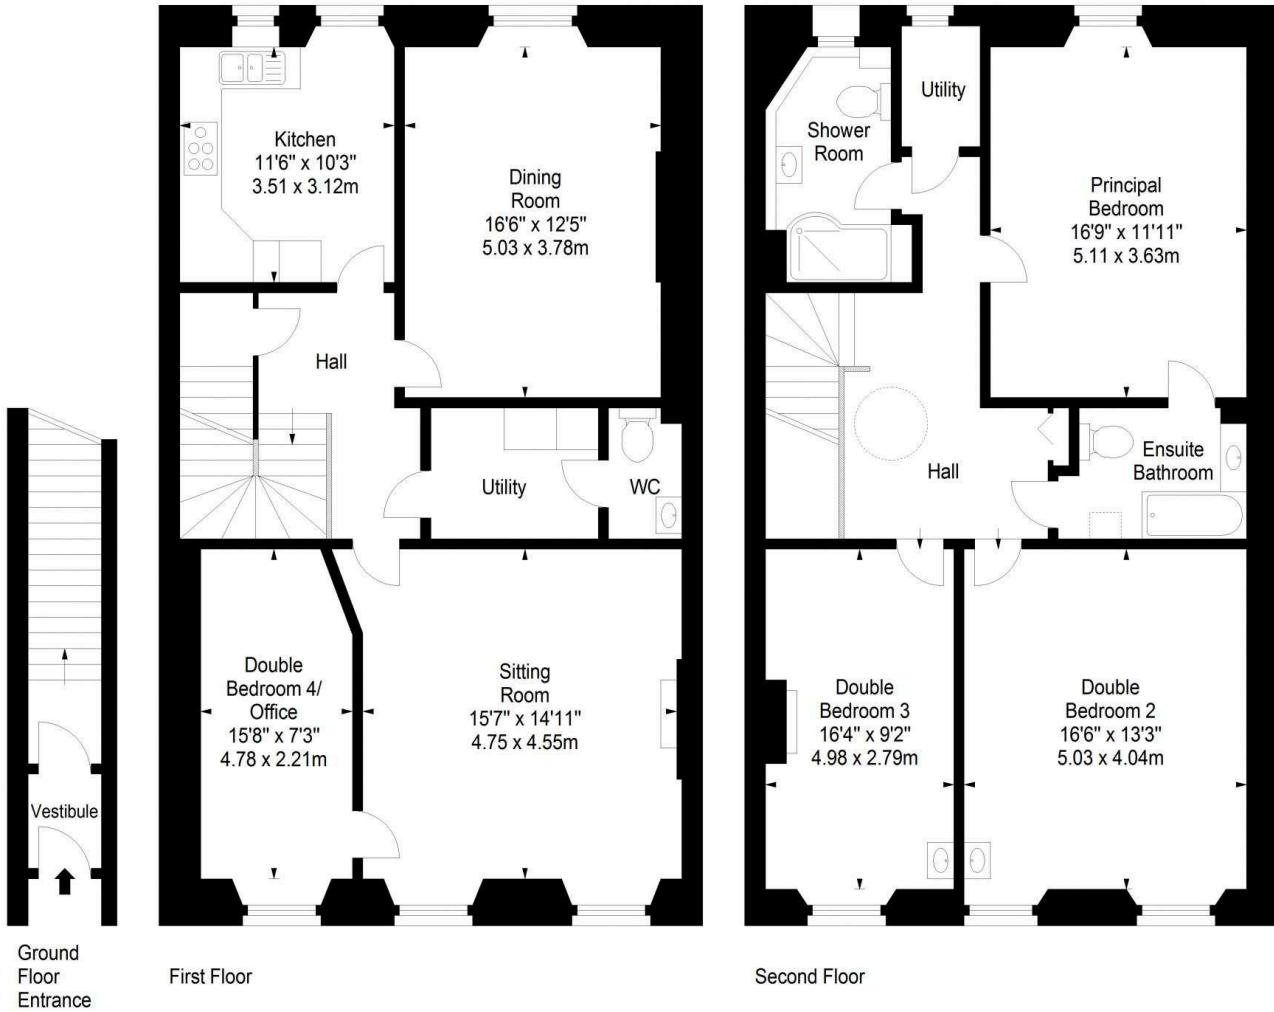 Kitchen
11'6" x 10'3"
3.51 x 3.12m
Dining
Room
16'6" x 12'5"
5.03 x 3.78m
Hall
Utility
WC
Double
Bedroom 4/
Office
15'8" x 7'3"
4.78 x 2.21m
Sitting
Room
15'7" x 14'11"
4.75 x 4.55m
Vestibule
Utility
Shower
Room
Principal
Bedroom
16'9" x 11'11"
5.11 x 3.63m
Ensuite
Bathroom
Hall
Double
Bedroom 3
16'4" x 9'2"
4.98 x 2.79m
Double
Bedroom 2
16'6" x 13'3"
5.03 x 4.04m
Ground
Floor
Entrance
First Floor
Second Floor